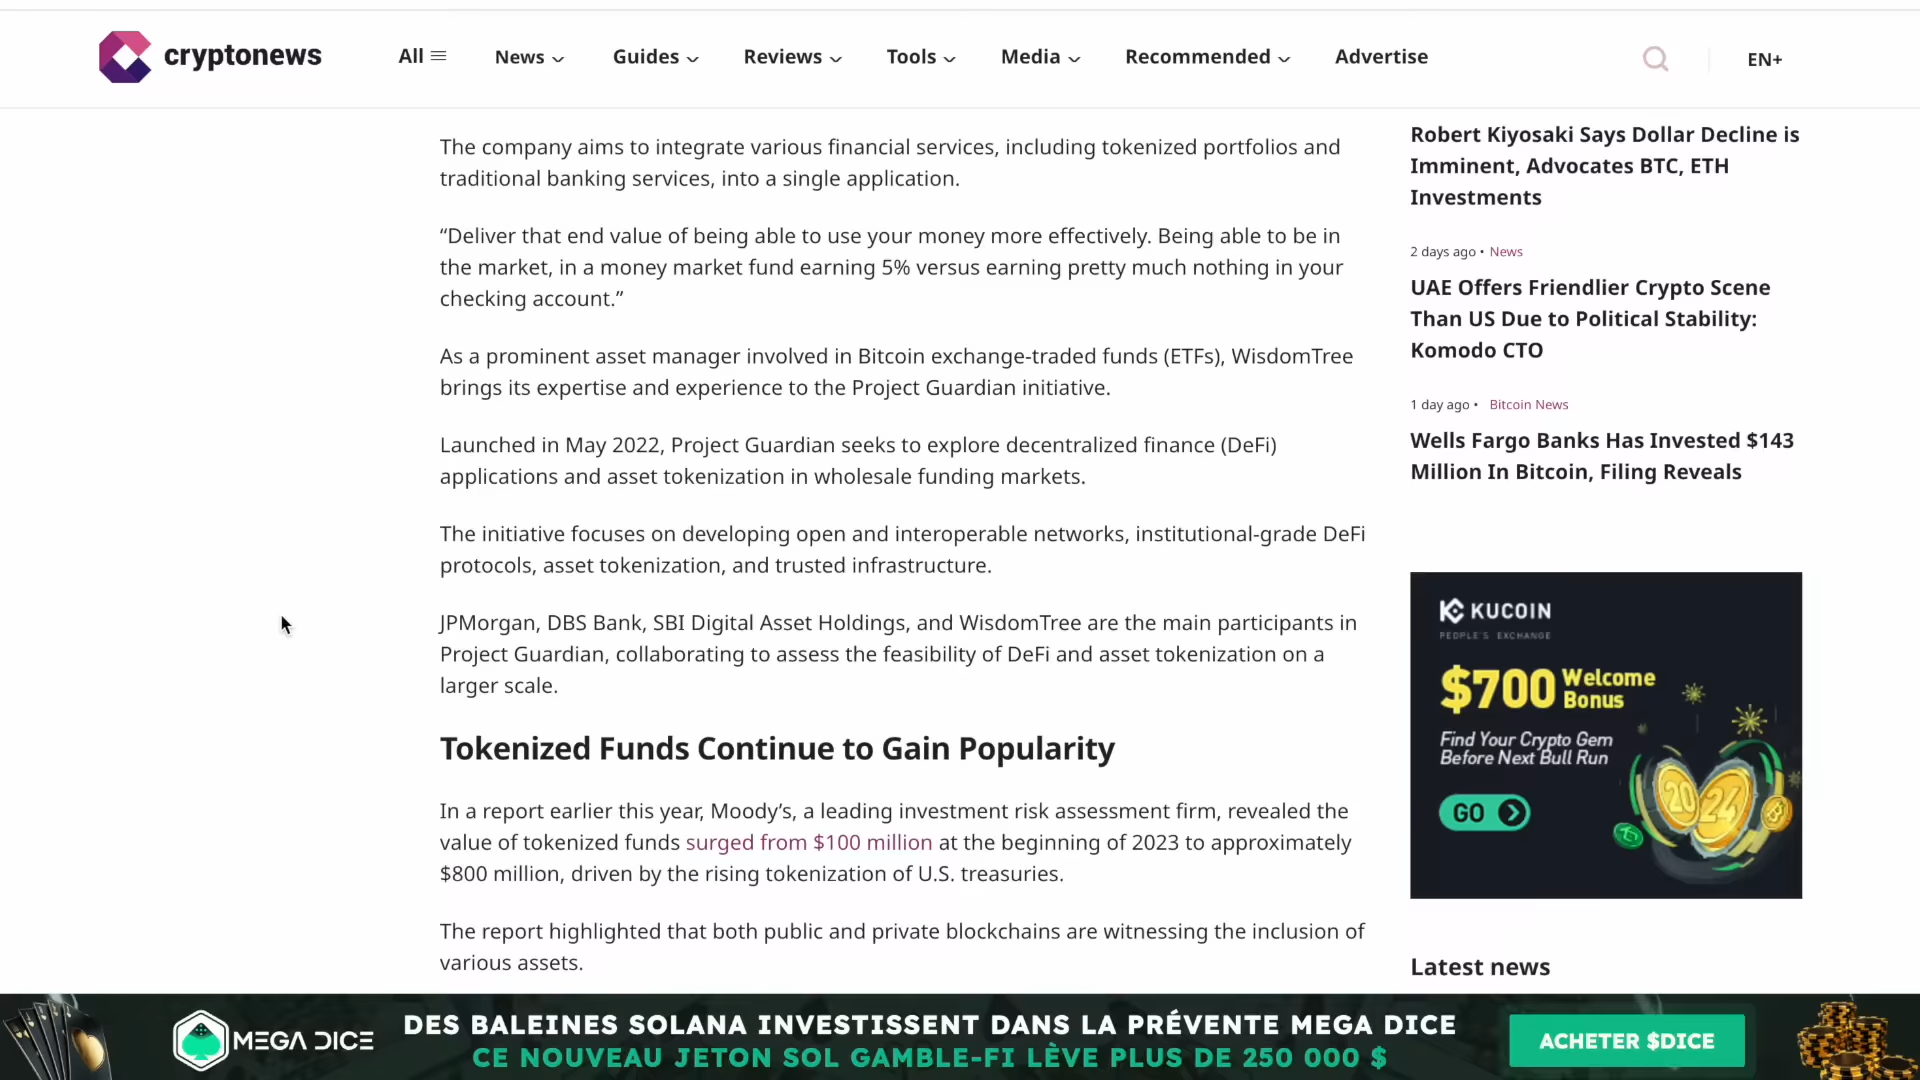 cryptonews
All
News
Guides
Reviews
Tools
Media
Recommended
Advertise
EN+
The company aims to integrate various financial services, including tokenized portfolios and
traditional banking services, into a single application.
“Deliver that end value of being able to use your money more effectively. Being able to be in
the market, in a money market fund earning 5% versus earning pretty much nothing in your
checking account.”
As a prominent asset manager involved in Bitcoin exchange-traded funds (ETFs), WisdomTree
brings its expertise and experience to the Project Guardian initiative.
Launched in May 2022, Project Guardian seeks to explore decentralized finance (DeFi)
applications and asset tokenization in wholesale funding markets.
The initiative focuses on developing open and interoperable networks, institutional-grade DeFi
protocols, asset tokenization, and trusted infrastructure.
JPMorgan, DBS Bank, SBI Digital Asset Holdings, and WisdomTree are the main participants in
Project Guardian, collaborating to assess the feasibility of DeFi and asset tokenization on a
larger scale.
Tokenized Funds Continue to Gain Popularity
In a report earlier this year, Moody’s, a leading investment risk assessment firm, revealed the
value of tokenized funds surged from $100 million at the beginning of 2023 to approximately
$800 million, driven by the rising tokenization of U.S. treasuries.
The report highlighted that both public and private blockchains are witnessing the inclusion of
various assets.
Robert Kiyosaki Says Dollar Decline is
Imminent, Advocates BTC, ETH
Investments
2 days ago • News
UAE Offers Friendlier Crypto Scene
Than US Due to Political Stability:
Komodo CTO
1 day ago • Bitcoin News
Wells Fargo Banks Has Invested $143
Million In Bitcoin, Filing Reveals
KUCOIN
PEOPLE'S EXCHANGE
$700 Welcome
Bonus
Find Your Crypto Gem
Before Next Bull Run
GO
20
24
Latest news
MEGA DICE
DES BALEINES SOLANA INVESTISSENT DANS LA PRÉVENTE MEGA DICE
CE NOUVEAU JETON SOL GAMBLE-FI LÈVE PLUS DE 250 000 $
ACHETER $DICE